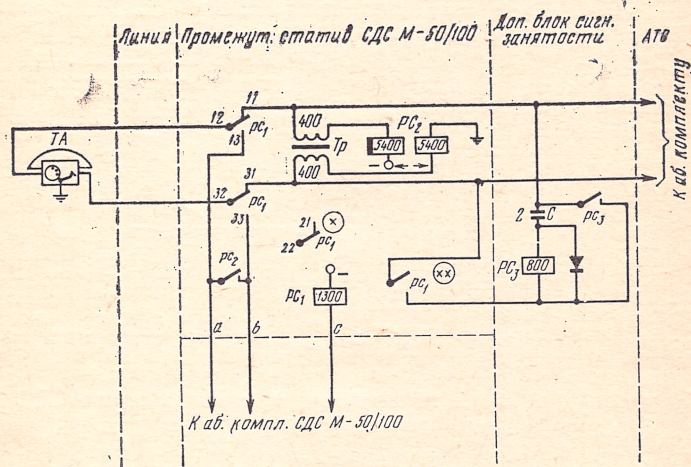 Линия
Промежут. статив СДС М-50/100
Доп. блок сигн.
занятости
АТС
К аб. комплекту
ТА
12
11
13
РС₁
400
Тр
400
РС₂
5400
5400
31
32
33
РС₁
21
22
РС₁
×
РС₂
РС₁
1300
–
РС₁
××
2
С
РС₃
РС₃
800
а
b
с
К аб. компл. СДС М-50/100